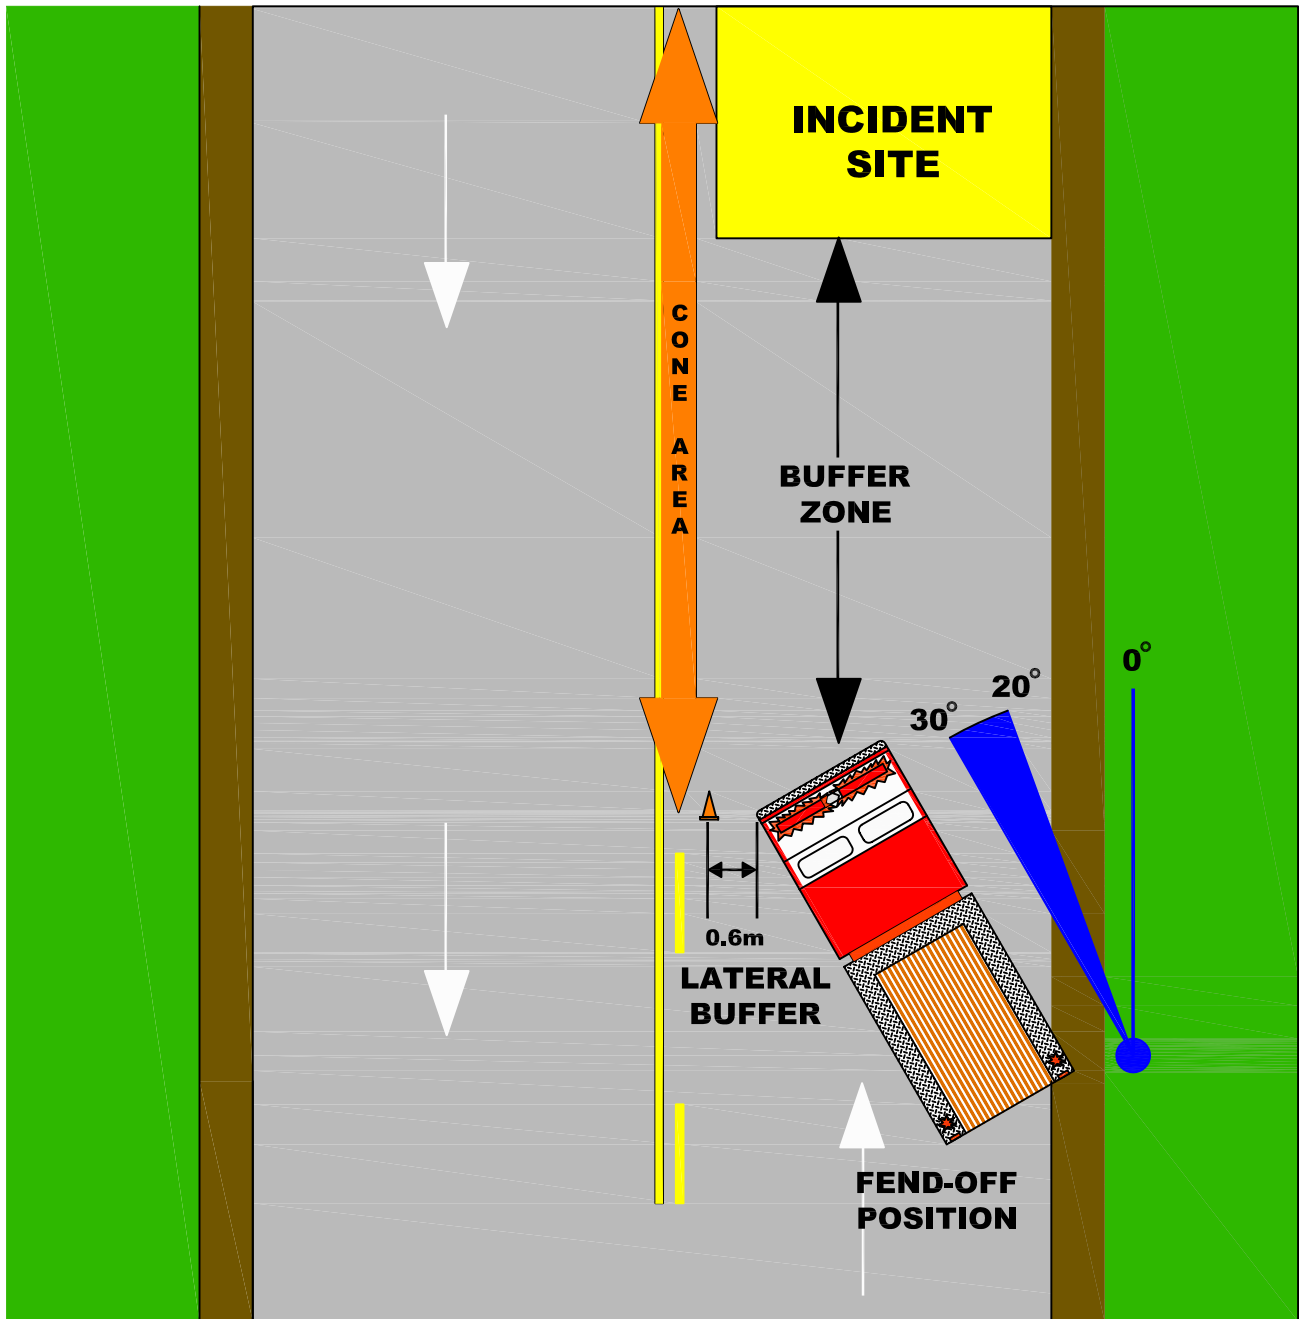 INCIDENT
SITE
CONE AREA
BUFFER
ZONE
0°
20°
30°
0.6m
LATERAL
BUFFER
FEND-OFF
POSITION